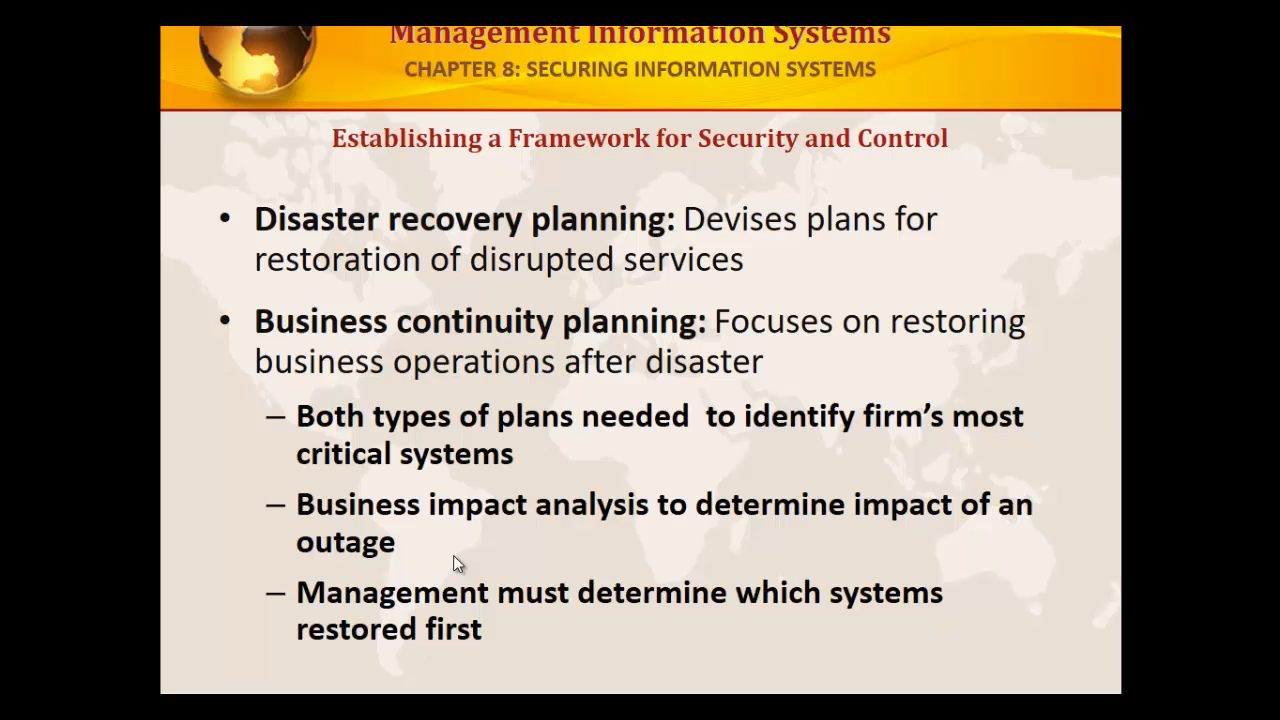 Management Information Systems
CHAPTER 8: SECURING INFORMATION SYSTEMS
Establishing a Framework for Security and Control
• Disaster recovery planning: Devises plans for
restoration of disrupted services
• Business continuity planning: Focuses on restoring
business operations after disaster
– Both types of plans needed  to identify firm’s most
critical systems
– Business impact analysis to determine impact of an
outage
– Management must determine which systems
restored first